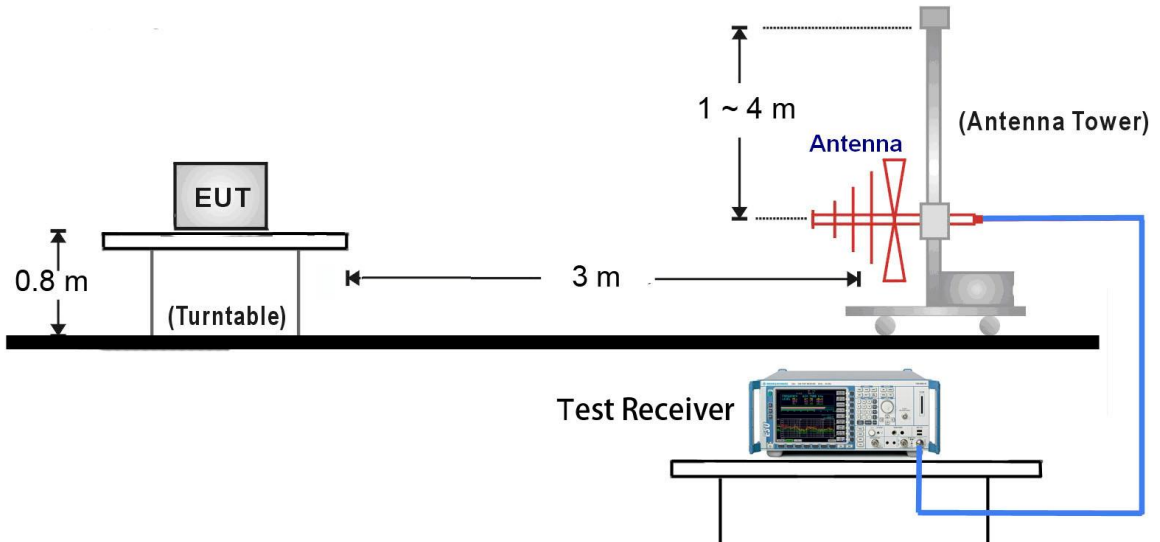 1 ~ 4 m
(Antenna Tower)
Antenna
EUT
0.8 m
3 m
(Turntable)
Test Receiver